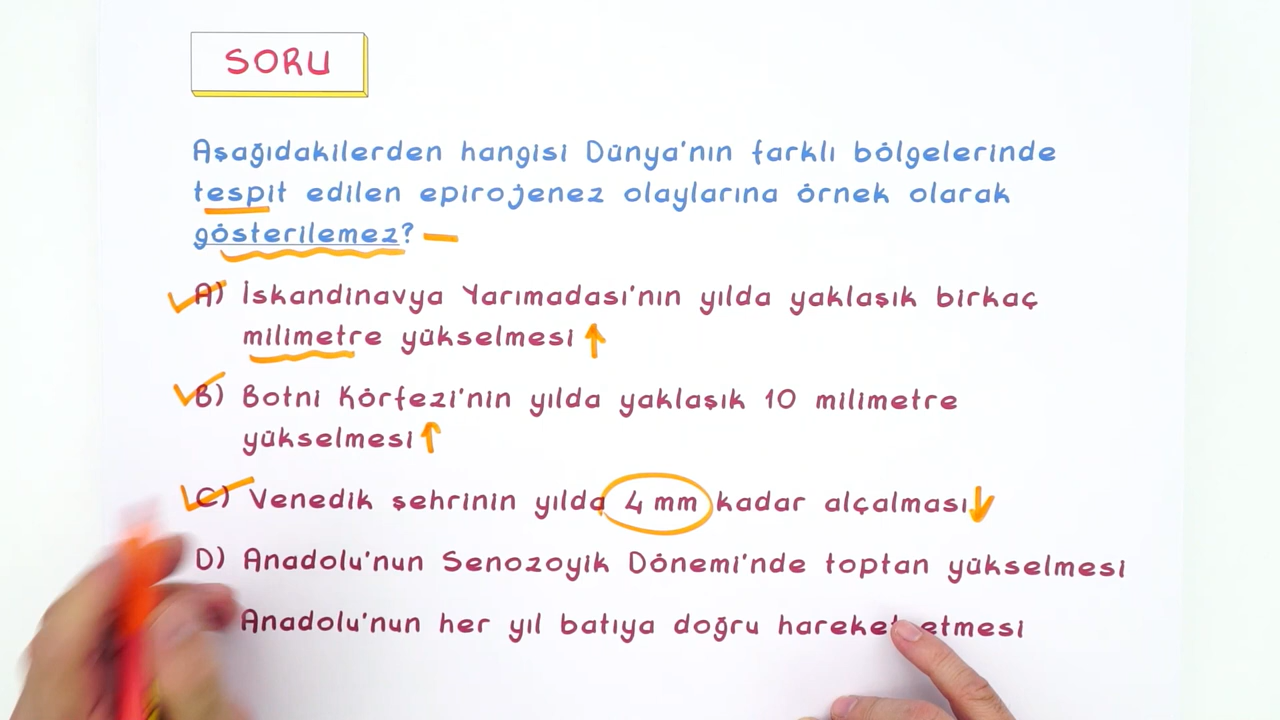 SORU
Aşağıdakilerden hangisi Dünya'nın farklı bölgelerinde
tespit edilen epirojenez olaylarına örnek olarak
gösterilemez?
A) İskandinavya Yarımadası'nın yılda yaklaşık birkaç
milimetre yükselmesi
B) Botni Körfezi'nin yılda yaklaşık 10 milimetre
yükselmesi
C) Venedik şehrinin yılda 4 mm kadar alçalması
D) Anadolu'nun Senozoyik Dönemi'nde toptan yükselmesi
Anadolu'nun her yıl batıya doğru hareket etmesi